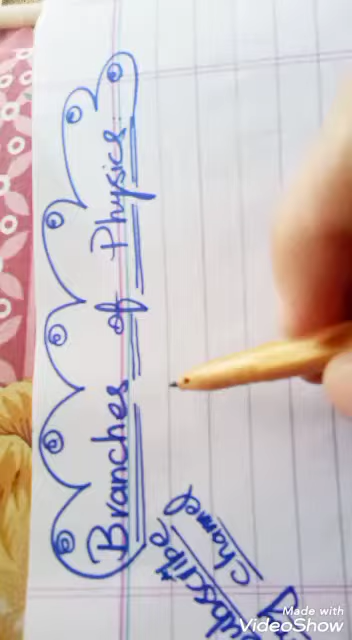 Branches of Physics
Subscribe
channel
Made with
VideoShow